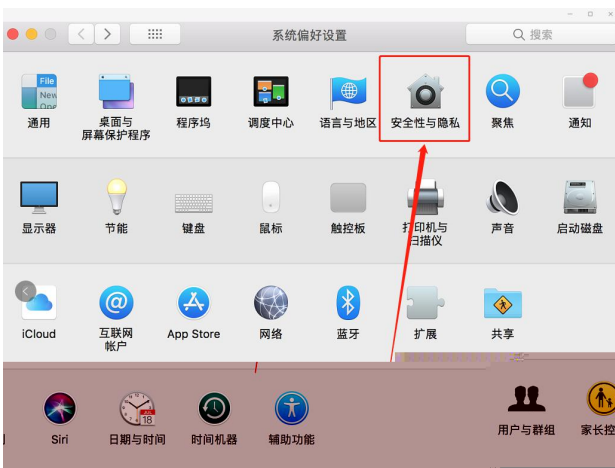 系统偏好设置
搜索
File
New
通用
桌面与
屏幕保护程序
程序坞
调度中心
语言与地区
安全性与隐私
聚焦
通知
显示器
节能
键盘
鼠标
触控板
打印机与
扫描仪
声音
启动磁盘
iCloud
互联网
帐户
App Store
网络
蓝牙
扩展
共享
Siri
18
日期与时间
时间机器
辅助功能
用户与群组
家长控